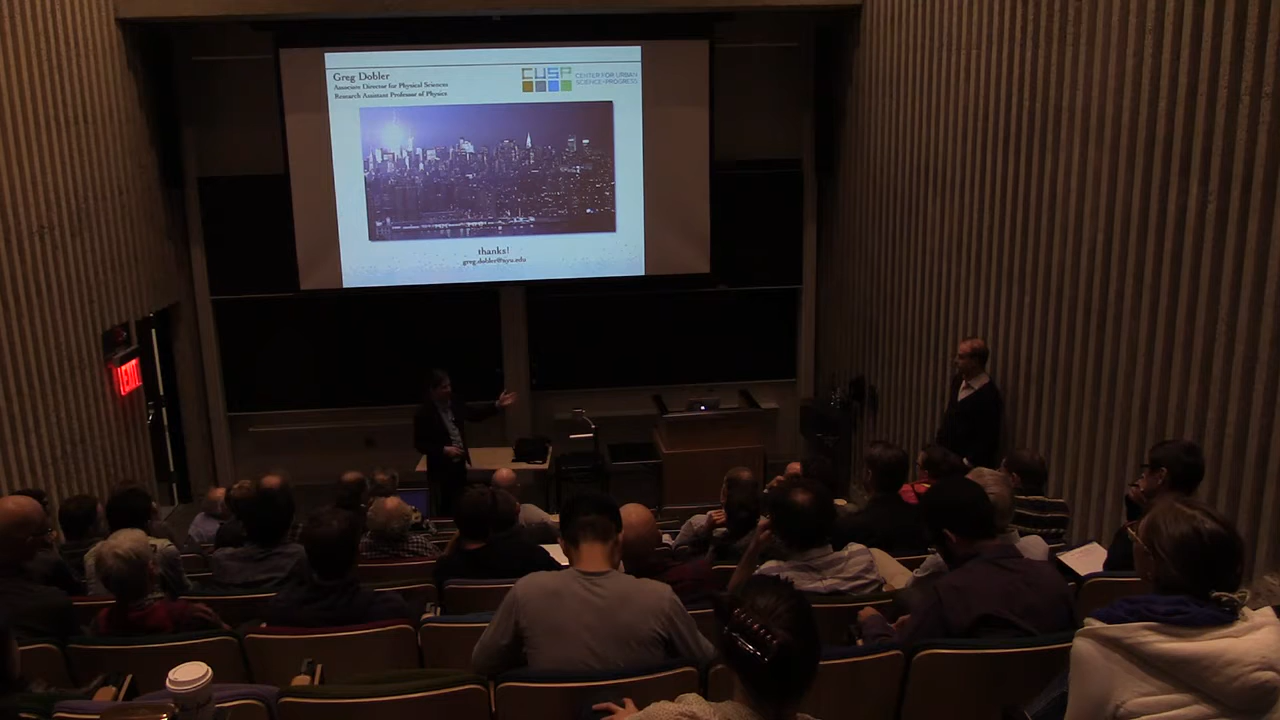 Greg Dobler
Associate Director for Physical Sciences
Research Assistant Professor of Physics
CUSP
CENTER FOR URBAN
SCIENCE+PROGRESS
thanks!
greg.dobler@nyu.edu
EXIT